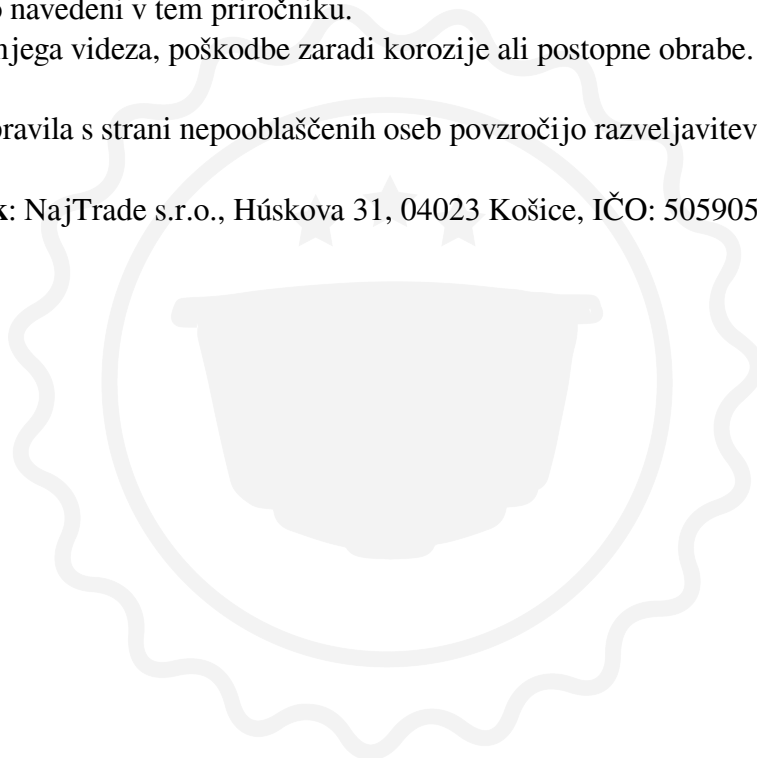 navedeni v tem priročniku.
njega videza, poškodbe zaradi korozije ali postopne obrabe.
pravila s strani nepooblaščenih oseb povzročijo razveljavitev
k: NajTrade s.r.o., Húskova 31, 04023 Košice, IČO: 505905